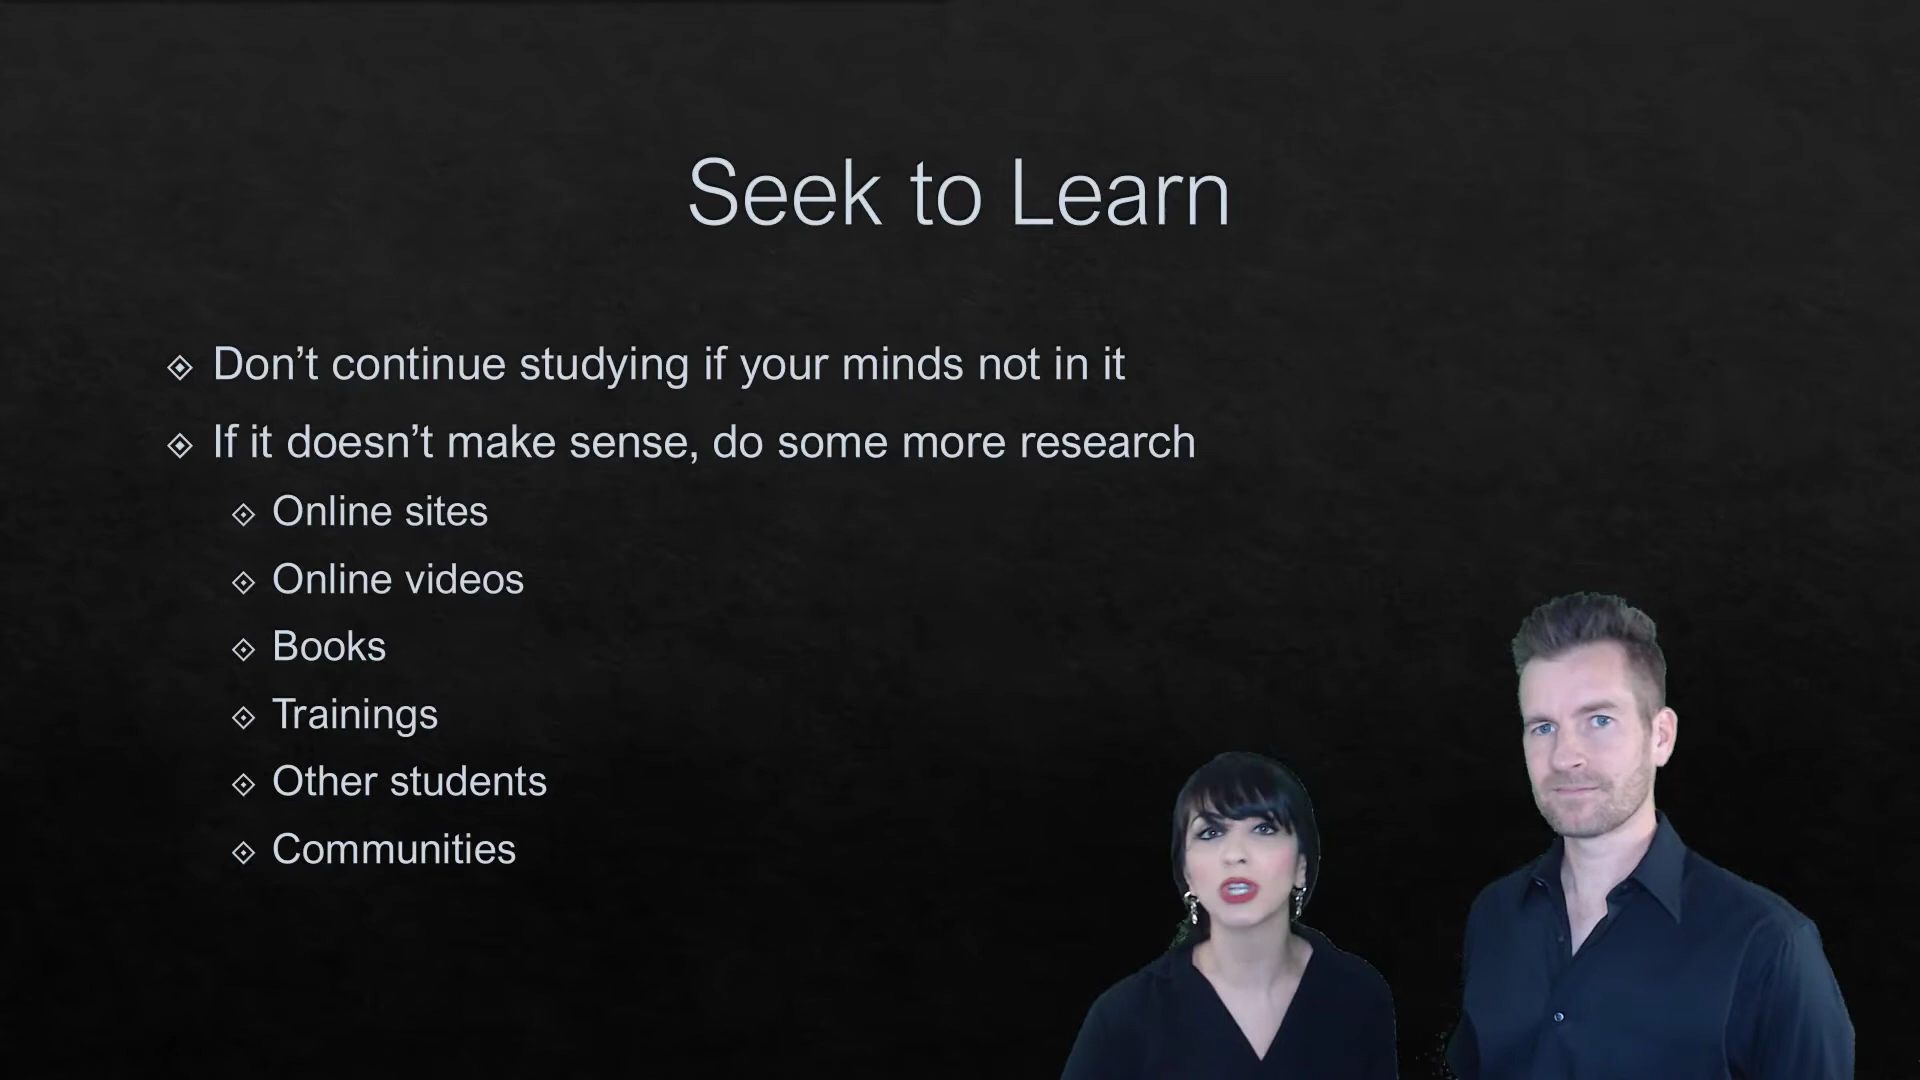 Seek to Learn
Don’t continue studying if your minds not in it
If it doesn’t make sense, do some more research
Online sites
Online videos
Books
Trainings
Other students
Communities